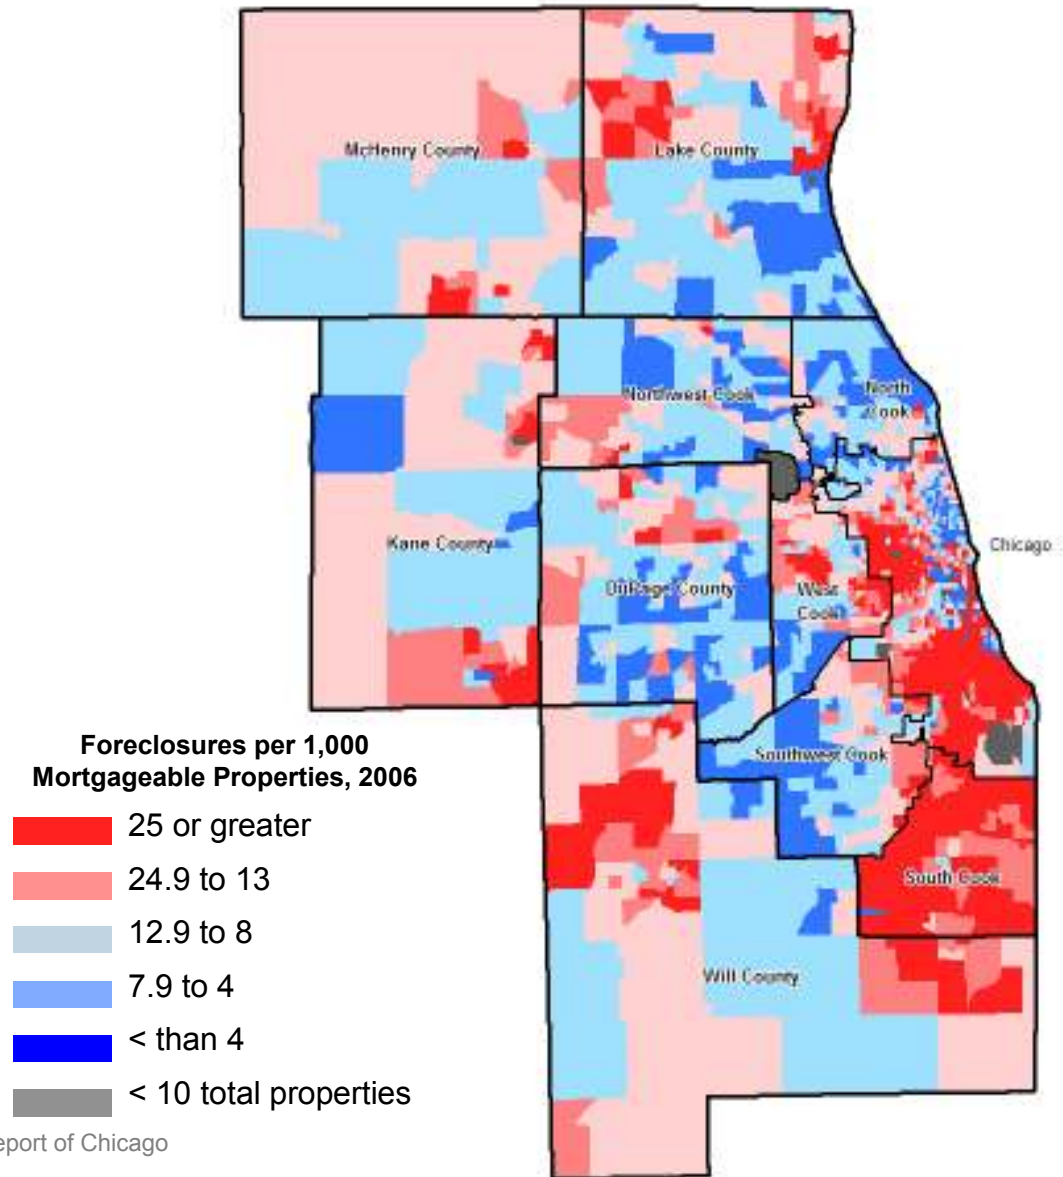 McHenry County
Lake County
Northwest Cook
North
Cook
Kane County
DuPage County
West
Cook
Chicago
Southwest Cook
South Cook
Will County
Foreclosures per 1,000
Mortgageable Properties, 2006
25 or greater
24.9 to 13
12.9 to 8
7.9 to 4
< than 4
< 10 total properties
eport of Chicago